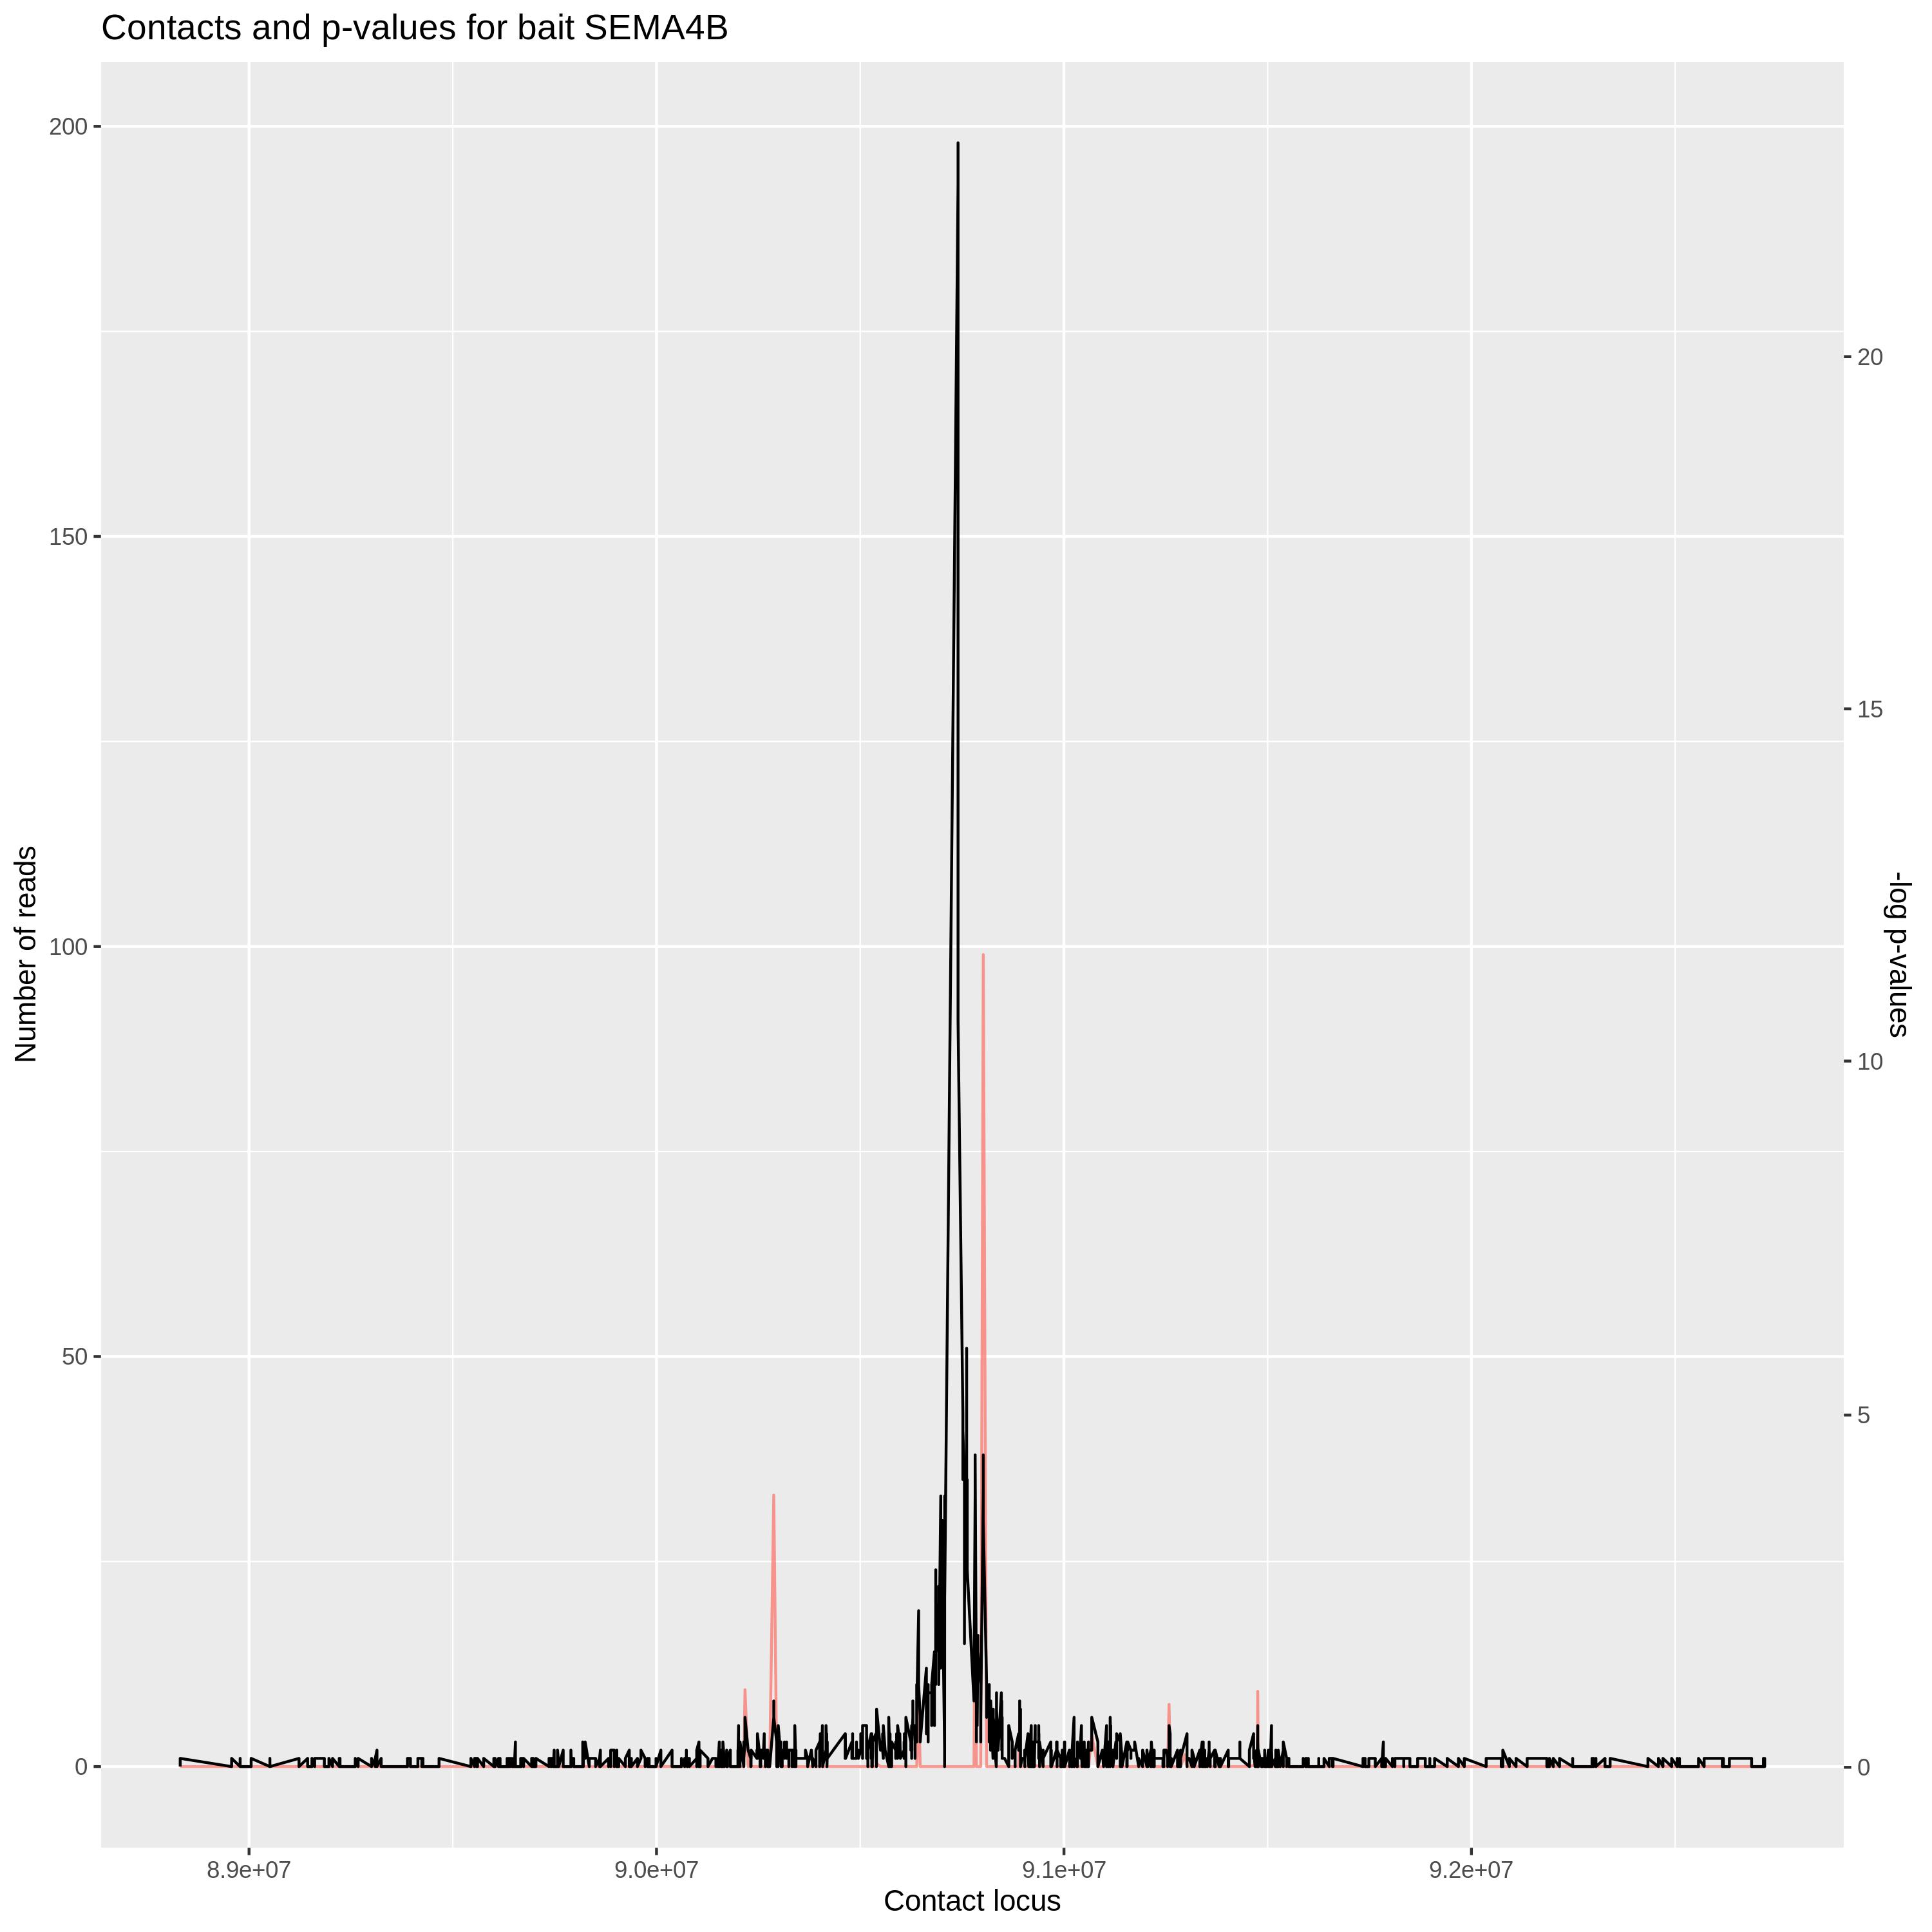 Contacts and p-values for bait SEMA4B
200
150
100
50
0
Number of reads
20
15
10
5
0
-log p-values
8.9e+07
9.0e+07
9.1e+07
9.2e+07
Contact locus